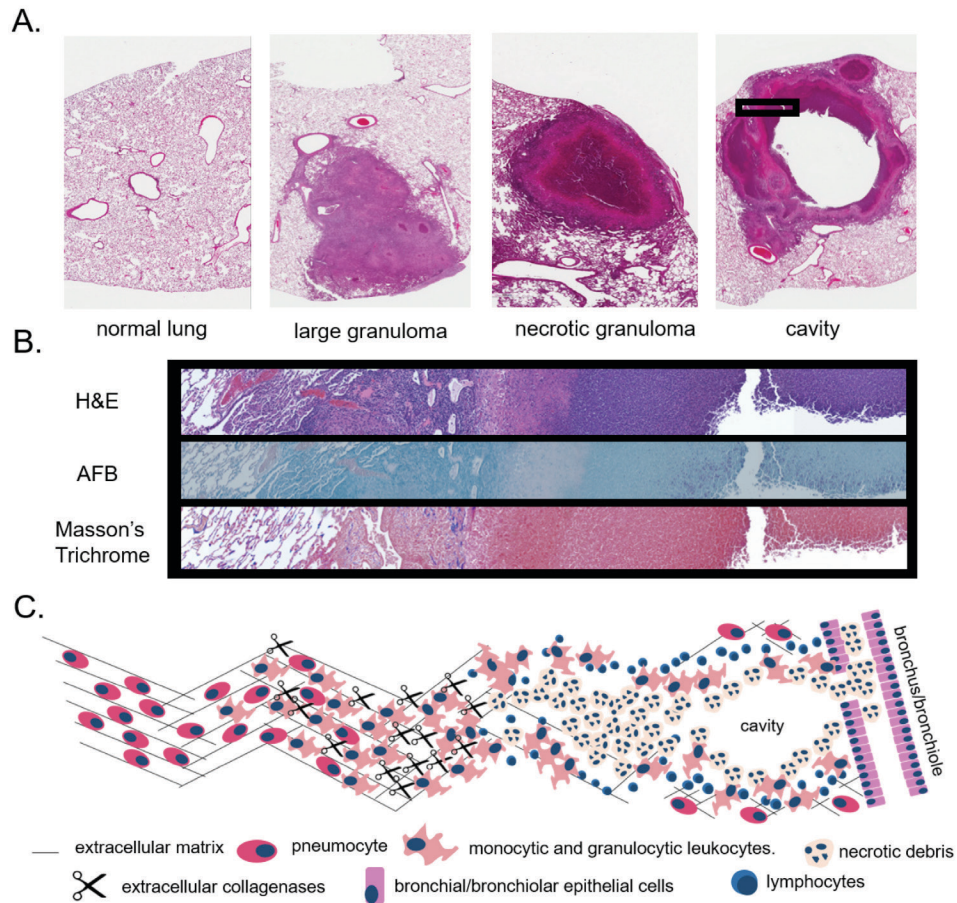 A.
normal lung
large granuloma
necrotic granuloma
cavity
B.
H&E
AFB
Masson's
Trichrome
C.
cavity
bronchus/bronchiole
extracellular matrix
pneumocyte
monocytic and granulocytic leukocytes.
necrotic debris
extracellular collagenases
bronchial/bronchiolar epithelial cells
lymphocytes